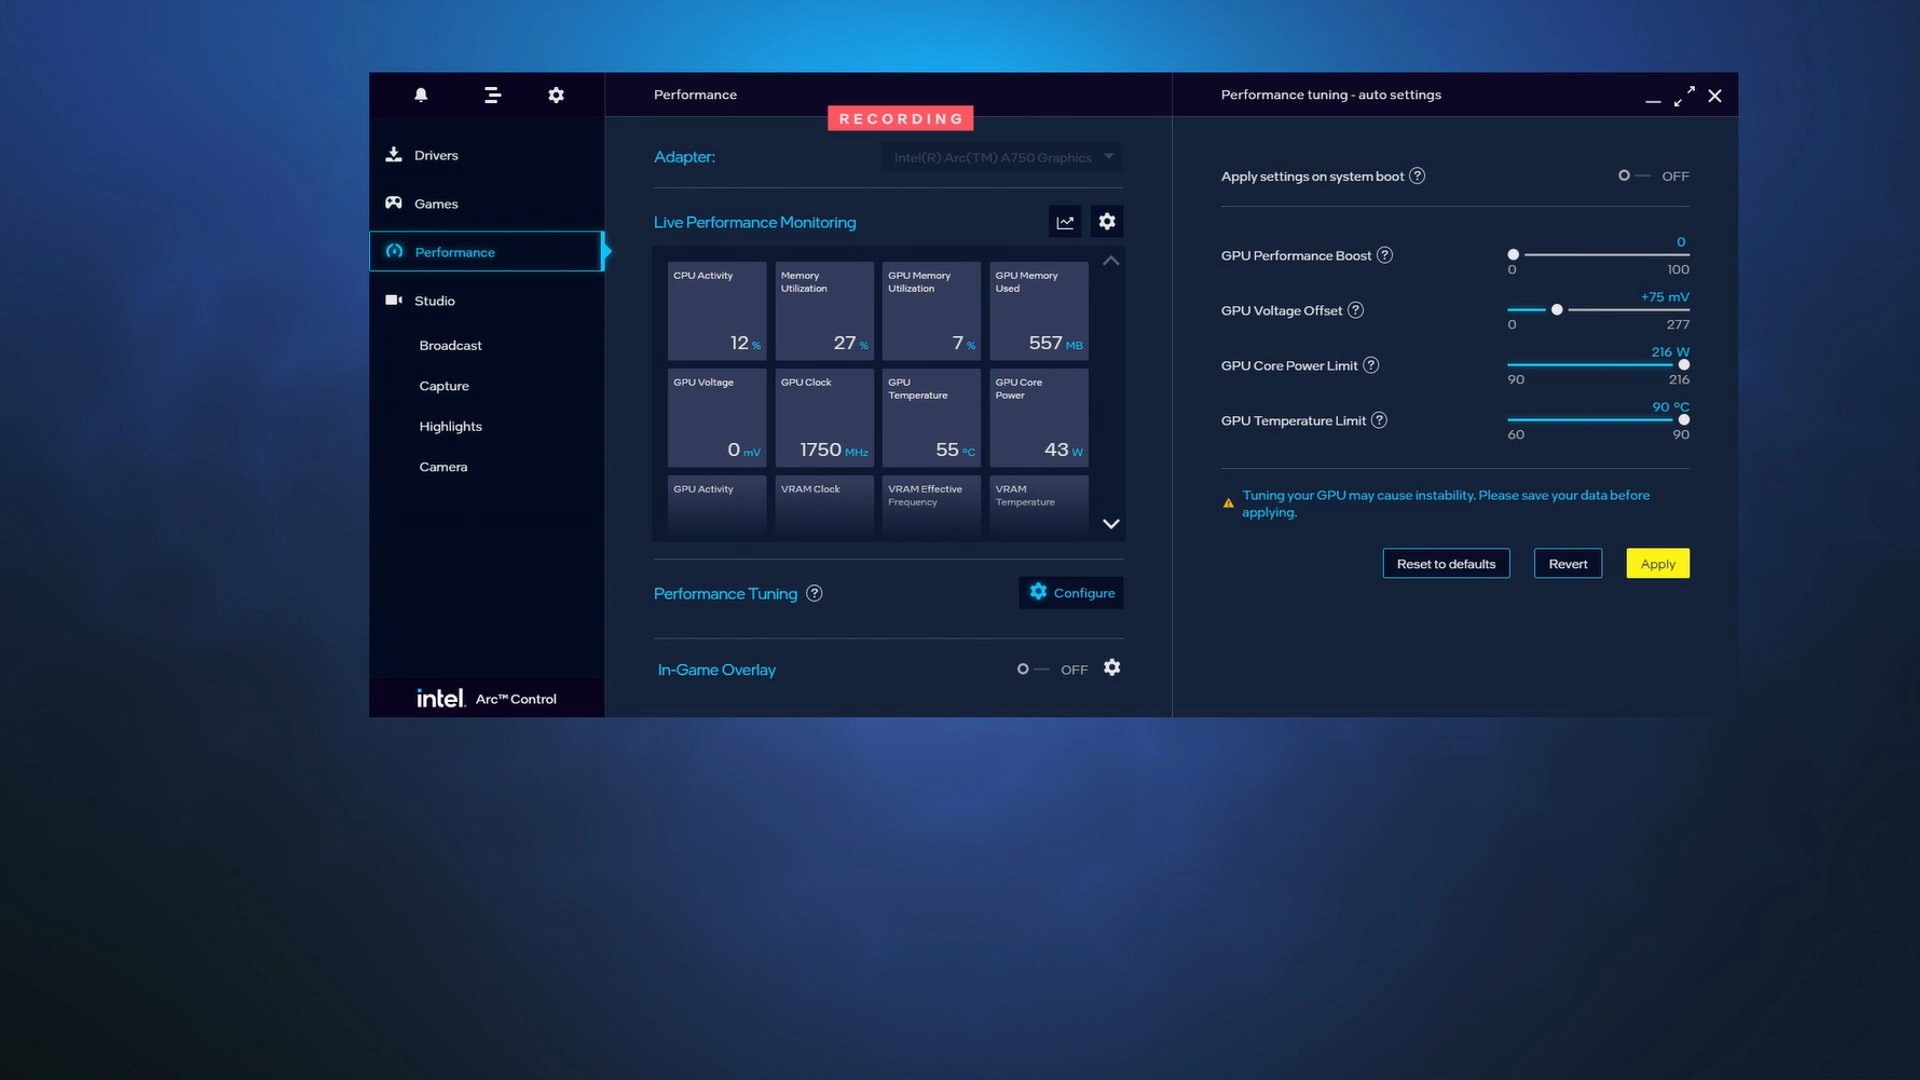 Performance
Performance tuning - auto settings
RECORDING
Drivers
Games
Performance
Studio
Broadcast
Capture
Highlights
Camera
intel. Arc™ Control
Adapter:
Intel(R) Arc(TM) A750 Graphics
Live Performance Monitoring
CPU Activity
12 %
Memory
Utilization
27 %
GPU Memory
Utilization
7 %
GPU Memory
Used
557 MB
GPU Voltage
0 mV
GPU Clock
1750 MHz
GPU
Temperature
55 °C
GPU Core
Power
43 W
GPU Activity
VRAM Clock
VRAM Effective
Frequency
VRAM
Temperature
Performance Tuning ?
Configure
In-Game Overlay
OFF
Apply settings on system boot ?
OFF
GPU Performance Boost ?
0
0 100
GPU Voltage Offset ?
+75 mV
0 277
GPU Core Power Limit ?
216 W
90 216
GPU Temperature Limit ?
90 °C
60 90
Tuning your GPU may cause instability. Please save your data before
applying.
Reset to defaults
Revert
Apply